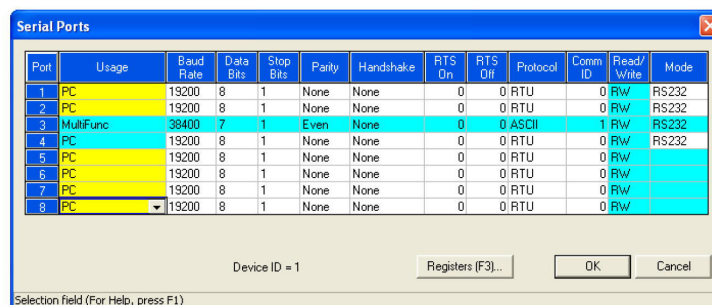 Serial Ports
Port Usage Baud Rate Data Bits Stop Bits Parity Handshake RTS On RTS Off Protocol Comm ID Read/ Write Mode
1 PC 19200 8 1 None None 0 0 RTU 0 RW RS232
2 PC 19200 8 1 None None 0 0 RTU 0 RW RS232
3 MultiFunc 38400 7 1 Even None 0 0 ASCII 1 RW RS232
4 PC 19200 8 1 None None 0 0 RTU 0 RW RS232
5 PC 19200 8 1 None None 0 0 RTU 0 RW
6 PC 19200 8 1 None None 0 0 RTU 0 RW
7 PC 19200 8 1 None None 0 0 RTU 0 RW
8 PC 19200 8 1 None None 0 0 RTU 0 RW
Device ID = 1 Registers (F3)... OK Cancel
Selection field (For Help, press F1)